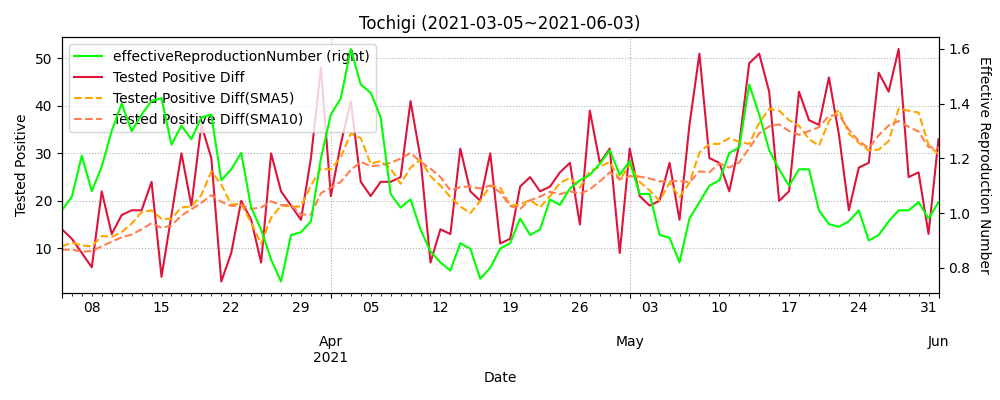 Tochigi (2021-03-05~2021-06-03)
effectiveReproductionNumber (right)
Tested Positive Diff
Tested Positive Diff(SMA5)
Tested Positive Diff(SMA10)
Tested Positive
50
40
30
20
10
1.6
1.4
1.2
1.0
0.8
Effective Reproduction Number
08 15 22 29 05 12 19 26 03 10 17 24 31
Apr May Jun
2021
Date